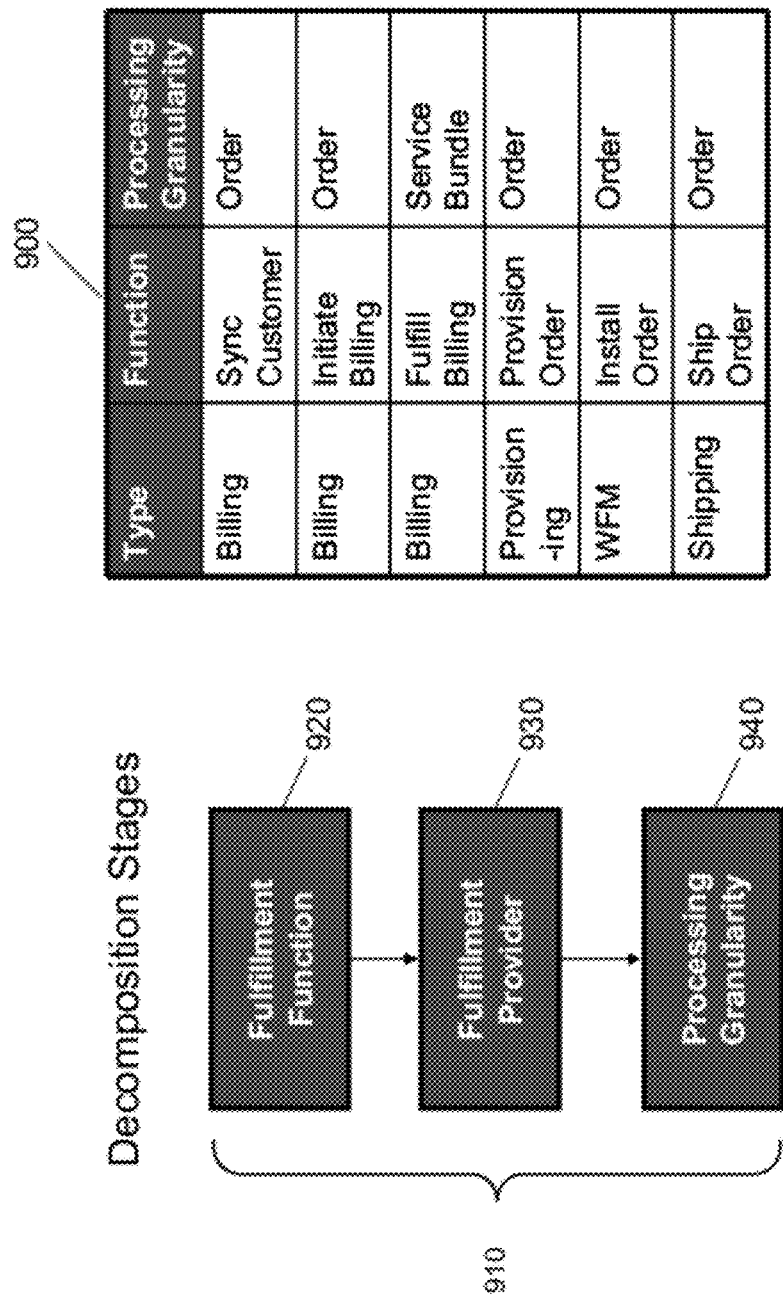 Decomposition Stages
910
Fulfillment
Function
920
Fulfillment
Provider
930
Processing
Granularity
940
900
Type Function Processing
Granularity
Billing Sync
Customer Order
Billing Initiate
Billing Order
Billing Fulfill
Billing Service
Bundle
Provision
-ing Provision
Order Order
WFM Install
Order Order
Shipping Ship
Order Order